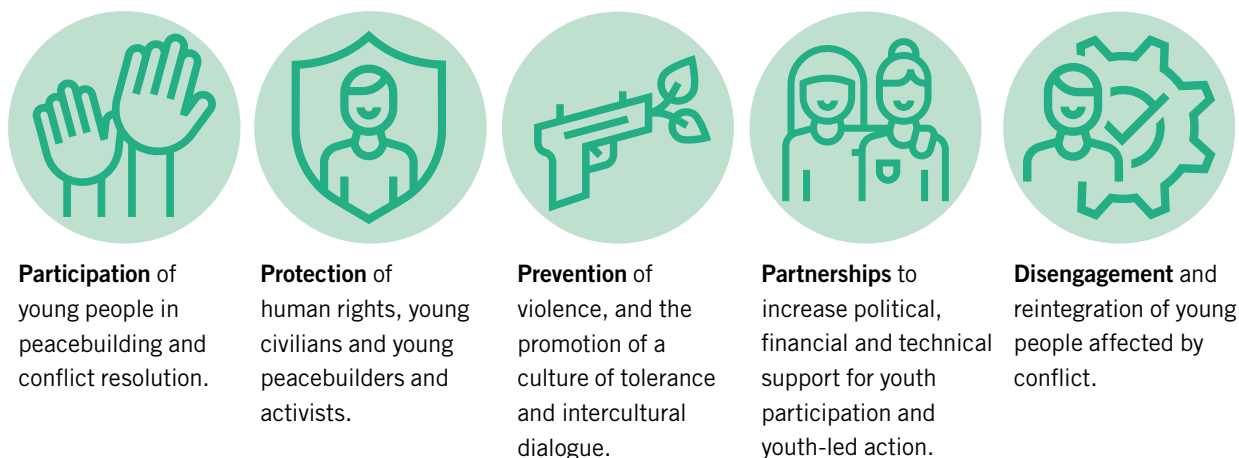 Participation of
young people in
peacebuilding and
conflict resolution.
Protection of
human rights, young
civilians and young
peacebuilders and
activists.
Prevention of
violence, and the
promotion of a
culture of tolerance
and intercultural
dialogue.
Partnerships to
increase political,
financial and technical
support for youth
participation and
youth-led action.
Disengagement and
reintegration of young
people affected by
conflict.